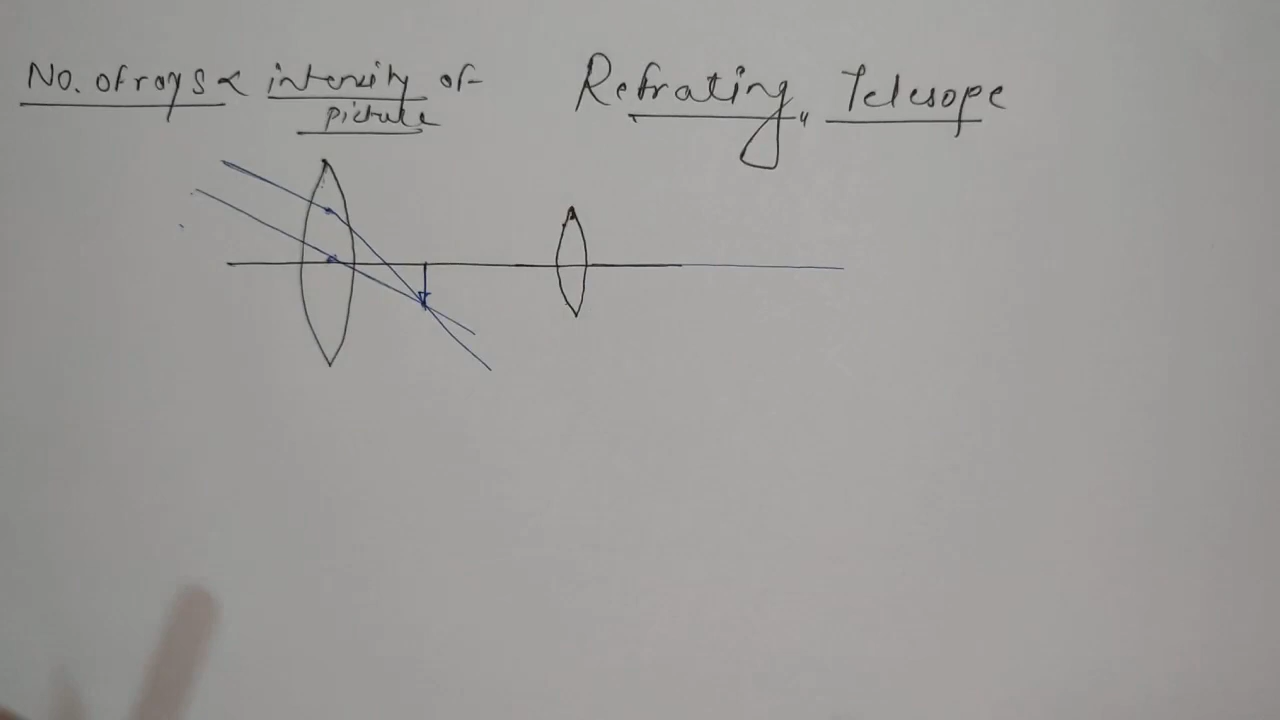 No. of rays ∝ intensity of
picture
Refrating Telesope